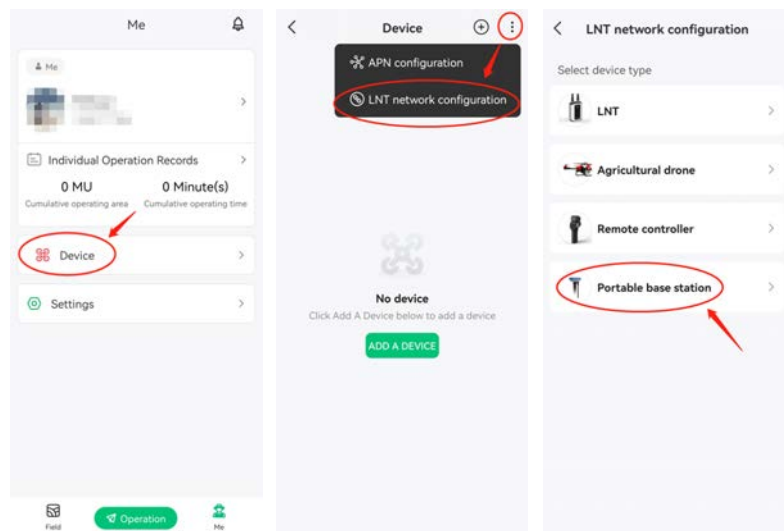 Me
Me
Individual Operation Records
0 MU
0 Minute(s)
Cumulative operating area
Cumulative operating time
Device
Settings
Field
Operation
Me
Device
APN configuration
LNT network configuration
No device
Click Add A Device below to add a device
ADD A DEVICE
LNT network configuration
Select device type
LNT
Agricultural drone
Remote controller
Portable base station